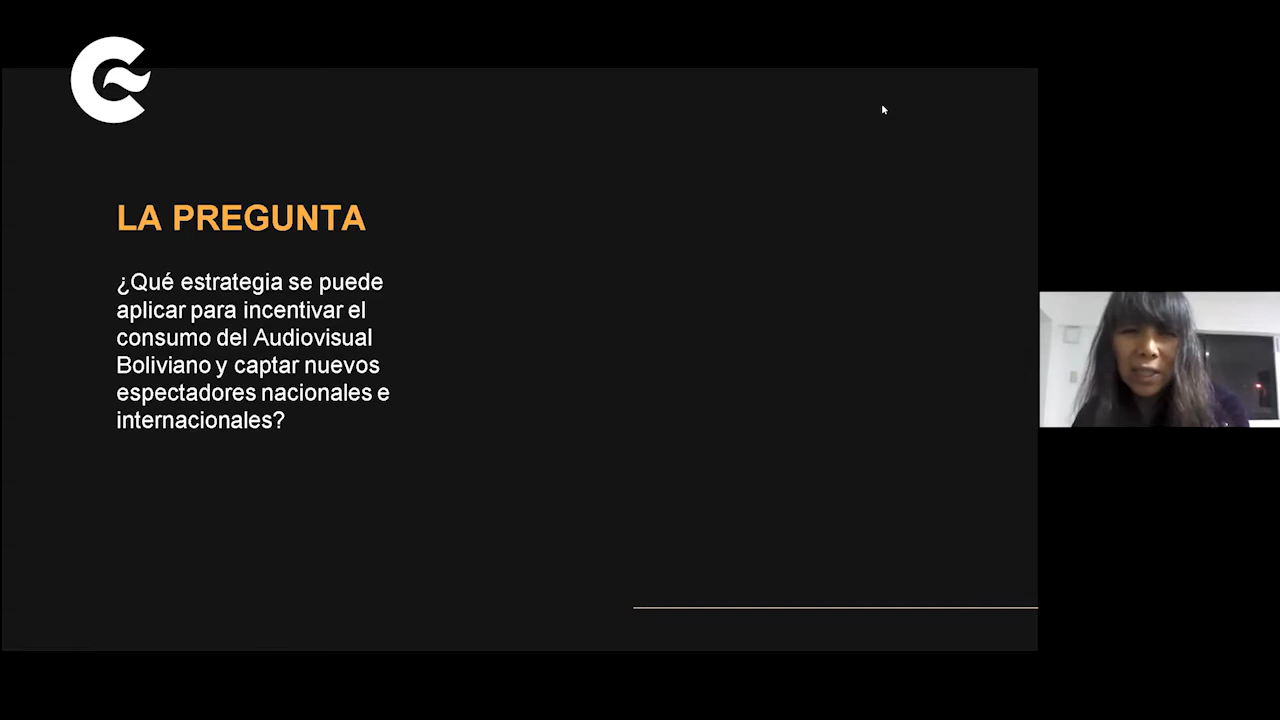 LA PREGUNTA
¿Qué estrategia se puede
aplicar para incentivar el
consumo del Audiovisual
Boliviano y captar nuevos
espectadores nacionales e
internacionales?